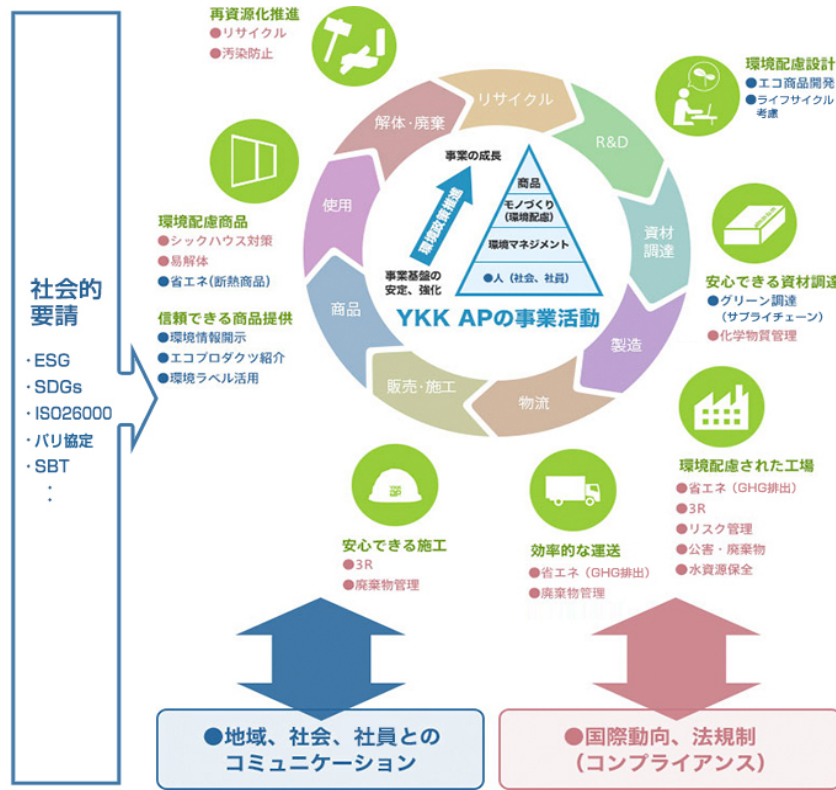 再資源化推進
●リサイクル
●汚染防止
環境配慮設計
●エコ商品開発
●ライフサイクル
考慮
リサイクル
R&D
資材
調達
製造
物流
販売・施工
商品
使用
解体・廃棄
事業の成長
環境政策推進
事業基盤の
安定、強化
商品
モノづくり
(環境配慮)
環境マネジメント
●人(社会、社員)
YKK APの事業活動
環境配慮商品
●シックハウス対策
●易解体
●省エネ(断熱商品)
信頼できる商品提供
●環境情報開示
●エコプロダクツ紹介
●環境ラベル活用
安心できる資材調達
●グリーン調達
(サプライチェーン)
●化学物質管理
社会的
要請
・ESG
・SDGs
・ISO26000
・パリ協定
・SBT
：
環境配慮された工場
●省エネ(GHG排出)
●3R
●リスク管理
●公害・廃棄物
●水資源保全
安心できる施工
●3R
●廃棄物管理
効率的な運送
●省エネ(GHG排出)
●廃棄物管理
●地域、社会、社員との
コミュニケーション
●国際動向、法規制
(コンプライアンス)